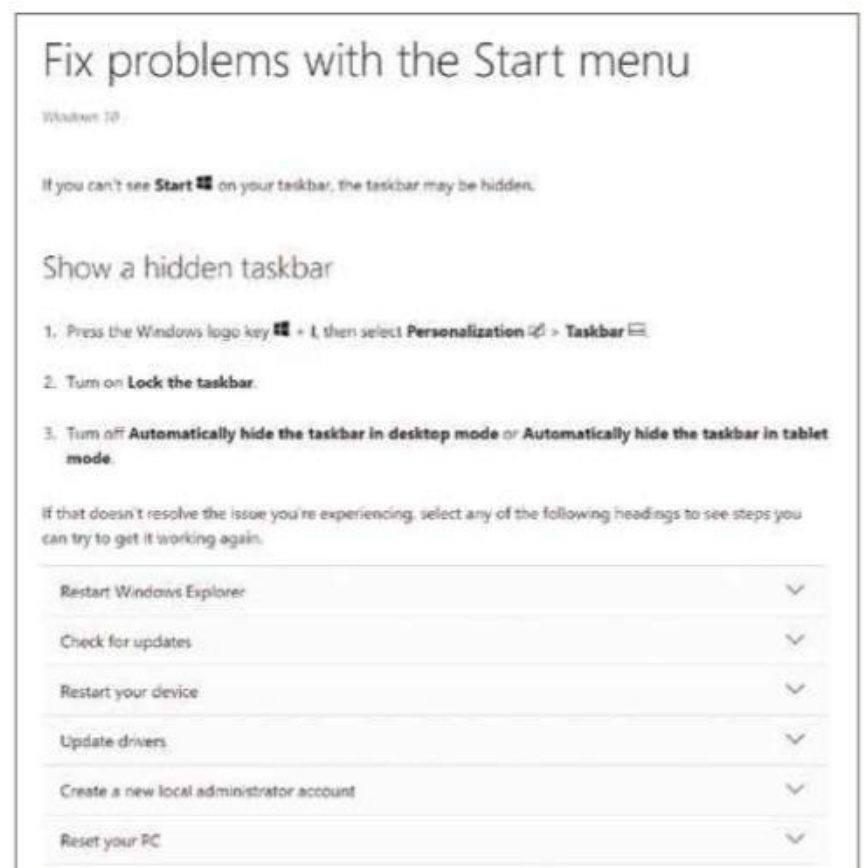 Fix problems with the Start menu
Windows 10
If you can't see Start on your taskbar, the taskbar may be hidden.
Show a hidden taskbar
1. Press the Windows logo key + I, then select Personalization > Taskbar
2. Turn on Lock the taskbar.
3. Turn off Automatically hide the taskbar in desktop mode or Automatically hide the taskbar in tablet
mode.
If that doesn't resolve the issue you're experiencing, select any of the following headings to see steps you
can try to get it working again.
Restart Windows Explorer
Check for updates
Restart your device
Update drivers
Create a new local administrator account
Reset your PC